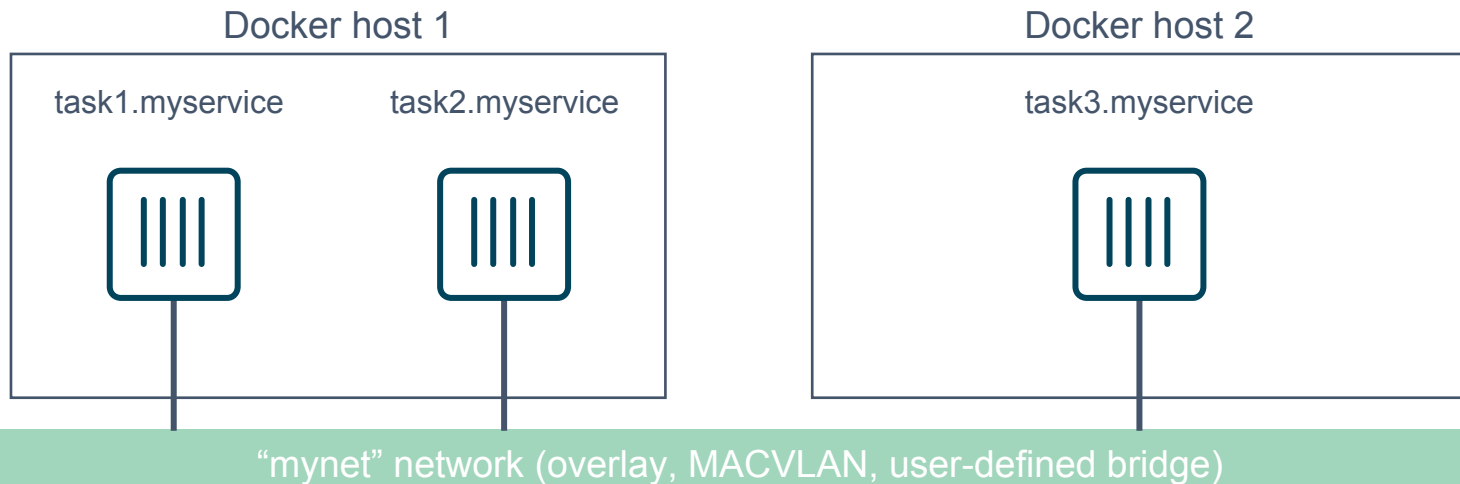 Docker host 1
Docker host 2
task1.myservice
task2.myservice
task3.myservice
“mynet” network (overlay, MACVLAN, user-defined bridge)